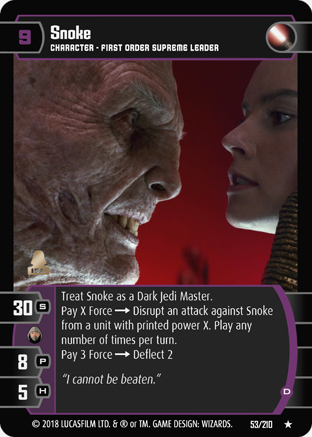 9
Snoke
CHARACTER - FIRST ORDER SUPREME LEADER
30 S
8 P
5 H
Treat Snoke as a Dark Jedi Master.
Pay X Force → Disrupt an attack against Snoke
from a unit with printed power X. Play any
number of times per turn.
Pay 3 Force → Deflect 2
"I cannot be beaten."
D
© 2018 LUCASFILM LTD. & ® or TM. GAME DESIGN: WIZARDS. 53/210 ★